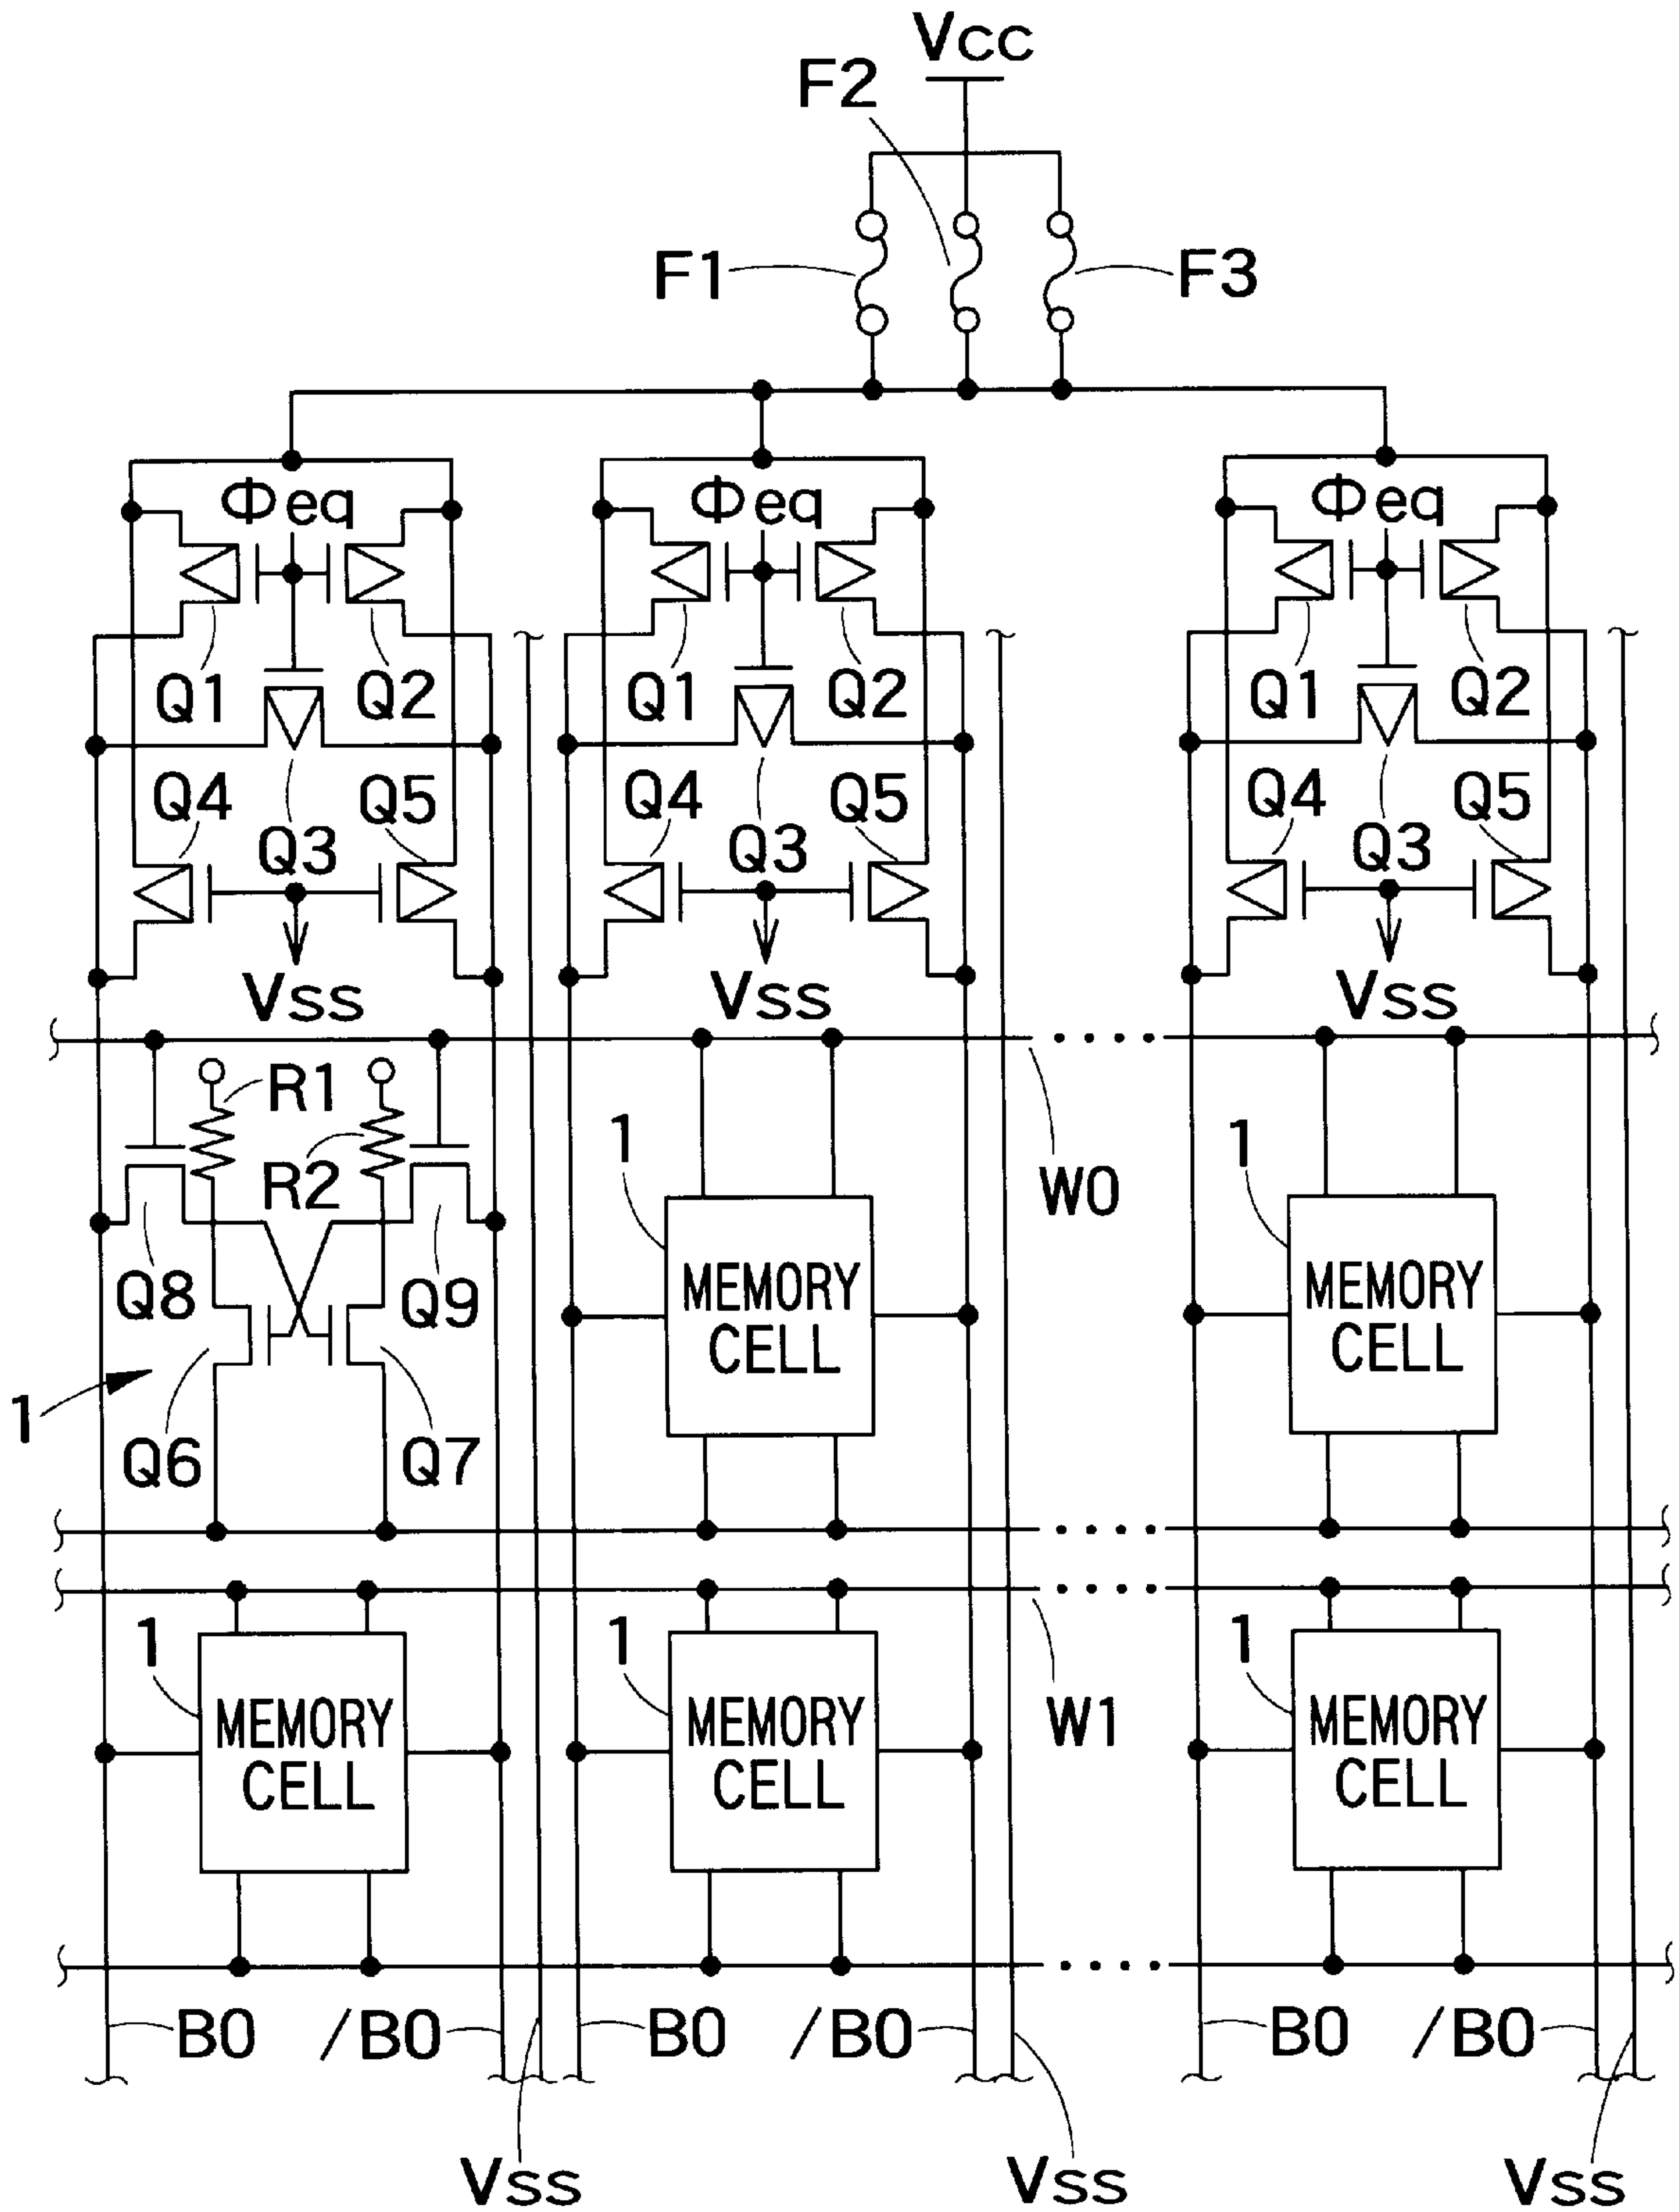 Vcc
F2
F1
F3
Φeq
Φeq
Φeq
Q1
Q2
Q1
Q2
Q1
Q2
Q4
Q5
Q4
Q5
Q4
Q5
Q3
Q3
Q3
Vss
Vss
Vss
R1
R2
1
1
W0
Q8
Q9
MEMORY
CELL
MEMORY
CELL
1
Q6
Q7
1
1
1
W1
MEMORY
CELL
MEMORY
CELL
MEMORY
CELL
B0
/B0
B0
/B0
B0
/B0
Vss
Vss
Vss